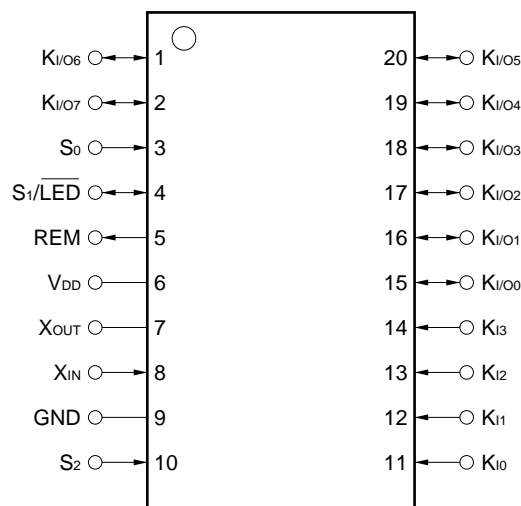 KI/O6 1 20 KI/O5
KI/O7 2 19 KI/O4
S0 3 18 KI/O3
S1/LED 4 17 KI/O2
REM 5 16 KI/O1
VDD 6 15 KI/O0
XOUT 7 14 KI3
XIN 8 13 KI2
GND 9 12 KI1
S2 10 11 KI0